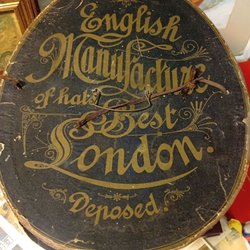 English
Manufacture
of hats
Best
London.
Deposed.